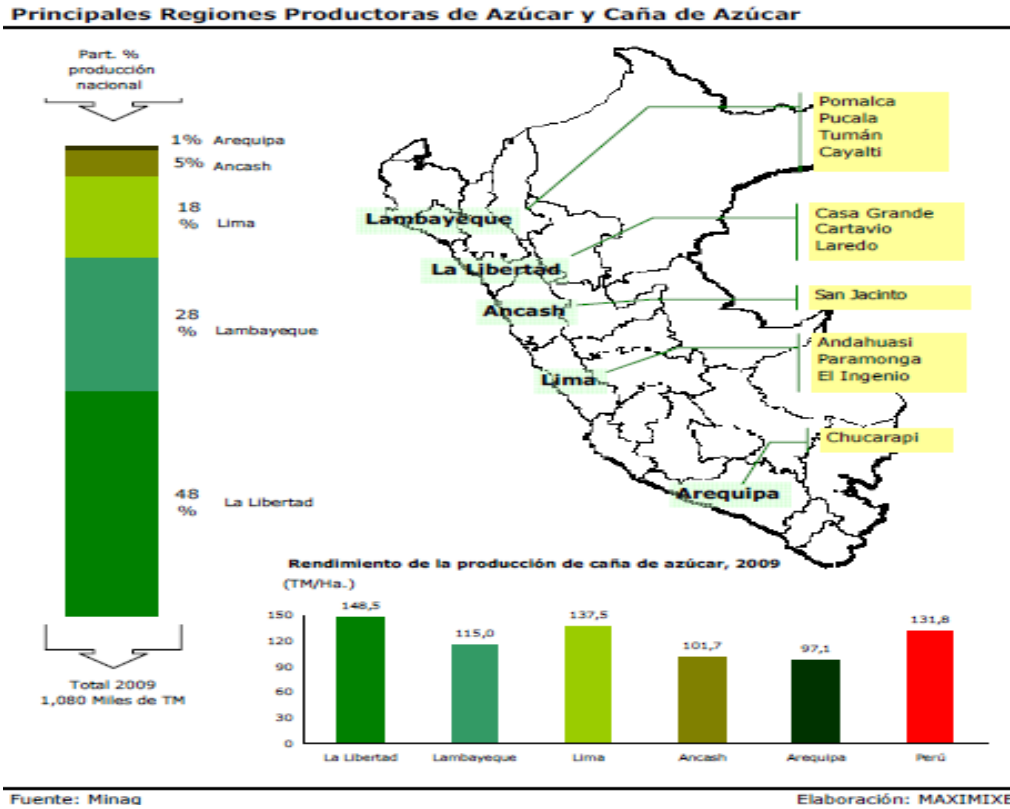 Principales Regiones Productoras de Azúcar y Caña de Azúcar
Part. %
producción
nacional
1% Arequipa
5% Ancash
18
% Lima
28
% Lambayeque
48
% La Libertad
Total 2009
1,080 Miles de TM
Lambayeque
La Libertad
Ancash
Lima
Arequipa
Pomalca
Pucala
Tumán
Cayalti
Casa Grande
Cartavio
Laredo
San Jacinto
Andahuasi
Paramonga
El Ingenio
Chucarapi
Rendimiento de la producción de caña de azúcar, 2009
(TM/Ha.)
150
120
90
60
30
0
148,5
115,0
137,5
101,7
97,1
131,8
La Libertad
Lambayeque
Lima
Ancash
Arequipa
Perú
Fuente: Minag
Elaboración: MAXIMIXE